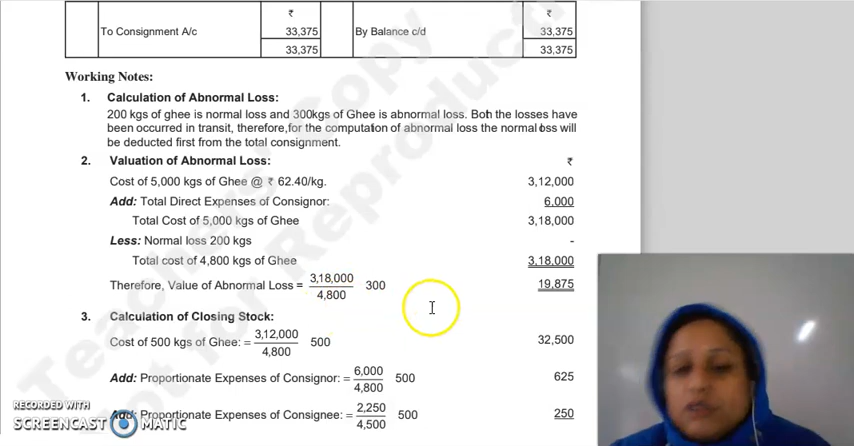 ₹ ₹
To Consignment A/c 33,375 By Balance c/d 33,375
33,375 33,375
Working Notes:
1. Calculation of Abnormal Loss:
200 kgs of ghee is normal loss and 300kgs of Ghee is abnormal loss. Both the losses have
been occurred in transit, therefore,for the computation of abnormal loss the normal loss will
be deducted first from the total consignment.
2. Valuation of Abnormal Loss: ₹
Cost of 5,000 kgs of Ghee @ ₹ 62.40/kg. 3,12,000
Add: Total Direct Expenses of Consignor: 6,000
Total Cost of 5,000 kgs of Ghee 3,18,000
Less: Normal loss 200 kgs -
Total cost of 4,800 kgs of Ghee 3,18,000
Therefore, Value of Abnormal Loss = 3,18,000/4,800 300 19,875
3. Calculation of Closing Stock:
Cost of 500 kgs of Ghee: = 3,12,000/4,800 500 32,500
Add: Proportionate Expenses of Consignor: = 6,000/4,800 500 625
Add: Proportionate Expenses of Consignee: = 2,250/4,500 500 250
RECORDED WITH
SCREENCAST MATIC
Teachers' Copy
Not for Reproduction